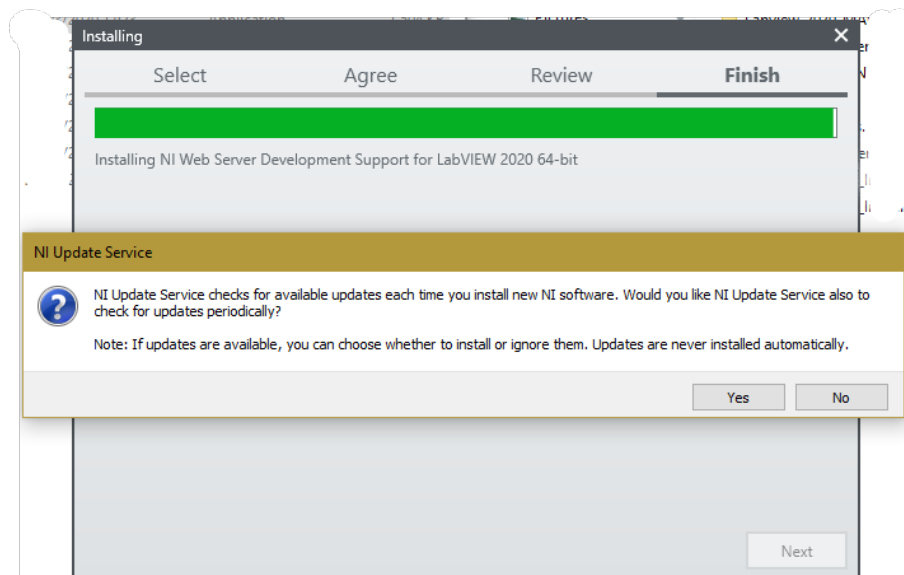 Application
Pictures
Installing
Select Agree Review Finish
Installing NI Web Server Development Support for LabVIEW 2020 64-bit
NI Update Service
NI Update Service checks for available updates each time you install new NI software. Would you like NI Update Service also to
check for updates periodically?
Note: If updates are available, you can choose whether to install or ignore them. Updates are never installed automatically.
Yes No
Next